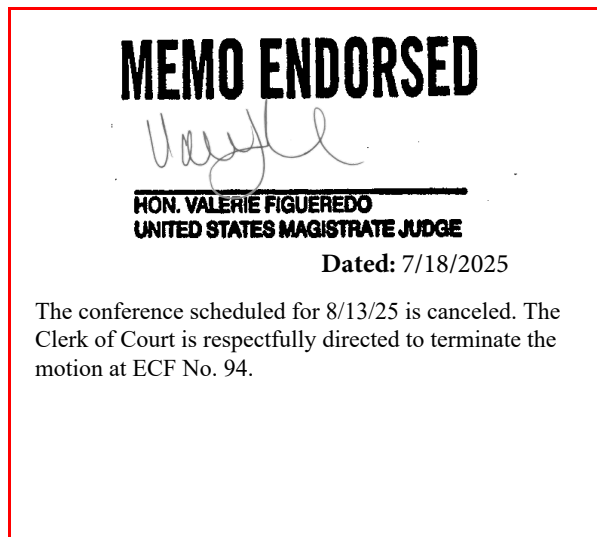 MEMO ENDORSED
HON. VALERIE FIGUEREDO
UNITED STATES MAGISTRATE JUDGE
Dated: 7/18/2025
The conference scheduled for 8/13/25 is canceled. The
Clerk of Court is respectfully directed to terminate the
motion at ECF No. 94.